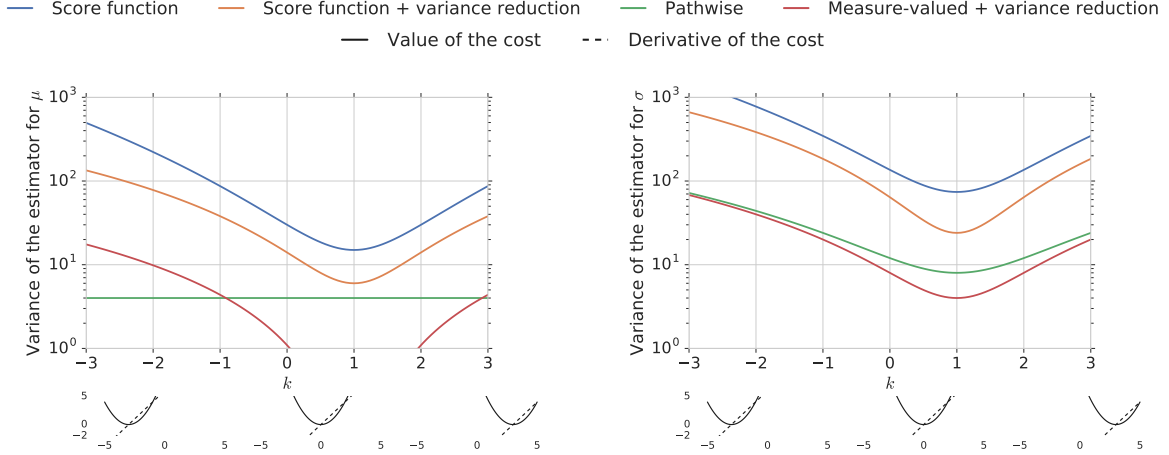 Score function Score function + variance reduction Pathwise Measure-valued + variance reduction
Value of the cost Derivative of the cost
Variance of the estimator for μ
10³
10²
10¹
10⁰
−3 −2 −1 0 1 2 3
k
5
0
−2
−5 0 5 −5 0 5 −5 0 5
Variance of the estimator for σ
10³
10²
10¹
10⁰
−3 −2 −1 0 1 2 3
k
5
0
−2
−5 0 5 −5 0 5 −5 0 5